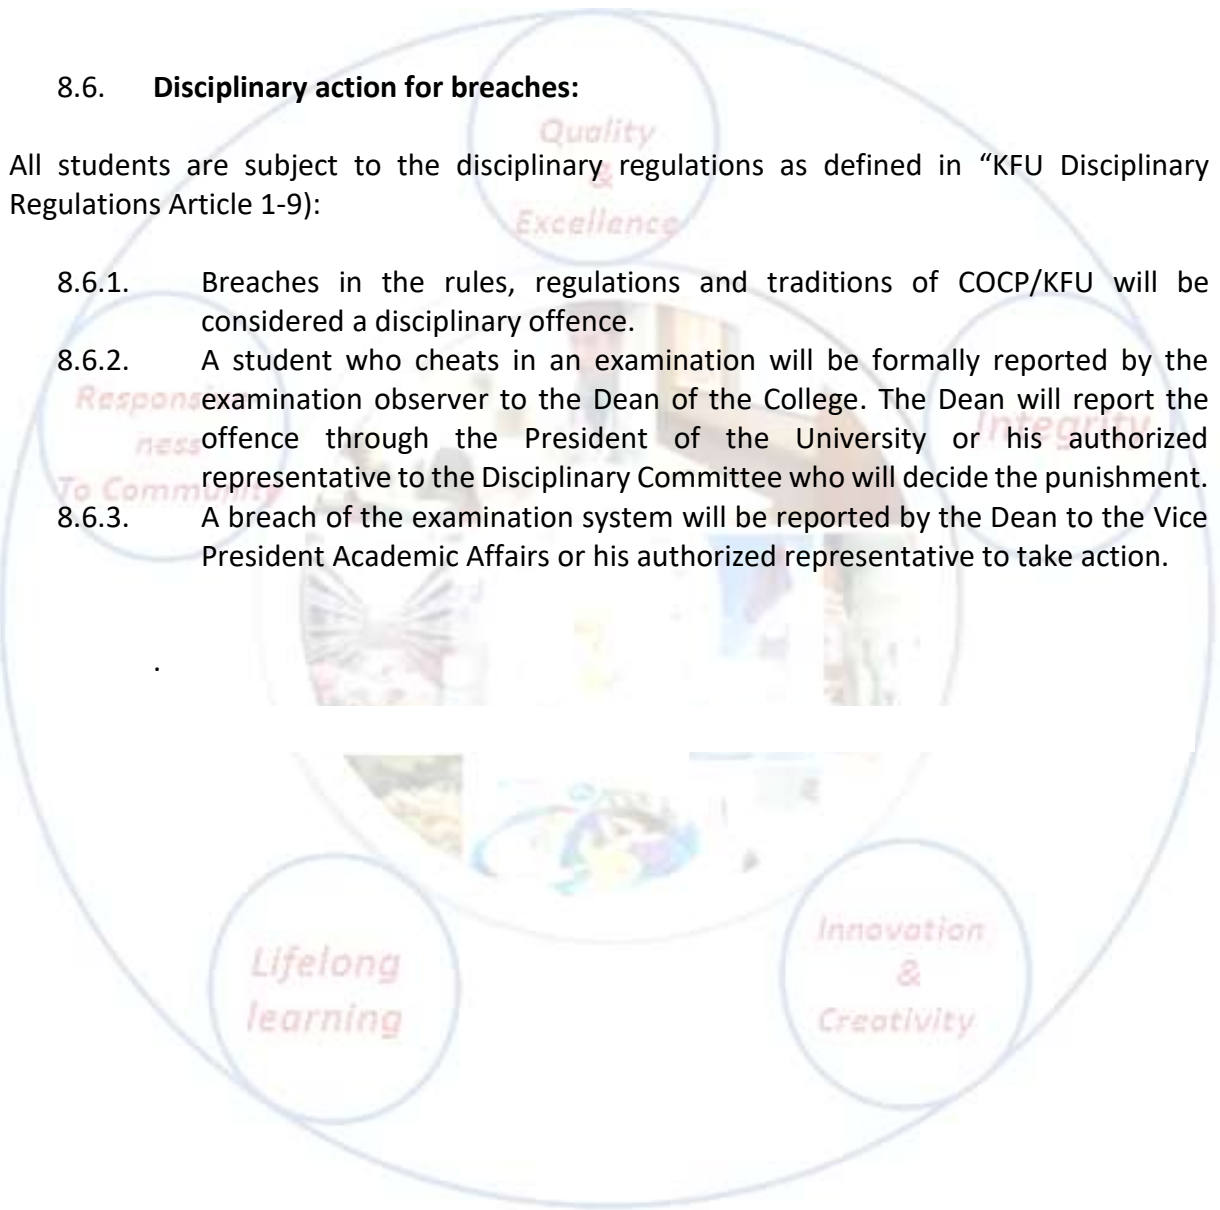 8.6. Disciplinary action for breaches:
Quality
&
Excellence
All students are subject to the disciplinary regulations as defined in “KFU Disciplinary
Regulations Article 1-9):
8.6.1. Breaches in the rules, regulations and traditions of COCP/KFU will be
considered a disciplinary offence.
8.6.2. A student who cheats in an examination will be formally reported by the
examination observer to the Dean of the College. The Dean will report the
offence through the President of the University or his authorized
representative to the Disciplinary Committee who will decide the punishment.
8.6.3. A breach of the examination system will be reported by the Dean to the Vice
President Academic Affairs or his authorized representative to take action.
.
ness
To Community
Integrity
Lifelong
learning
Innovation
&
Creativity